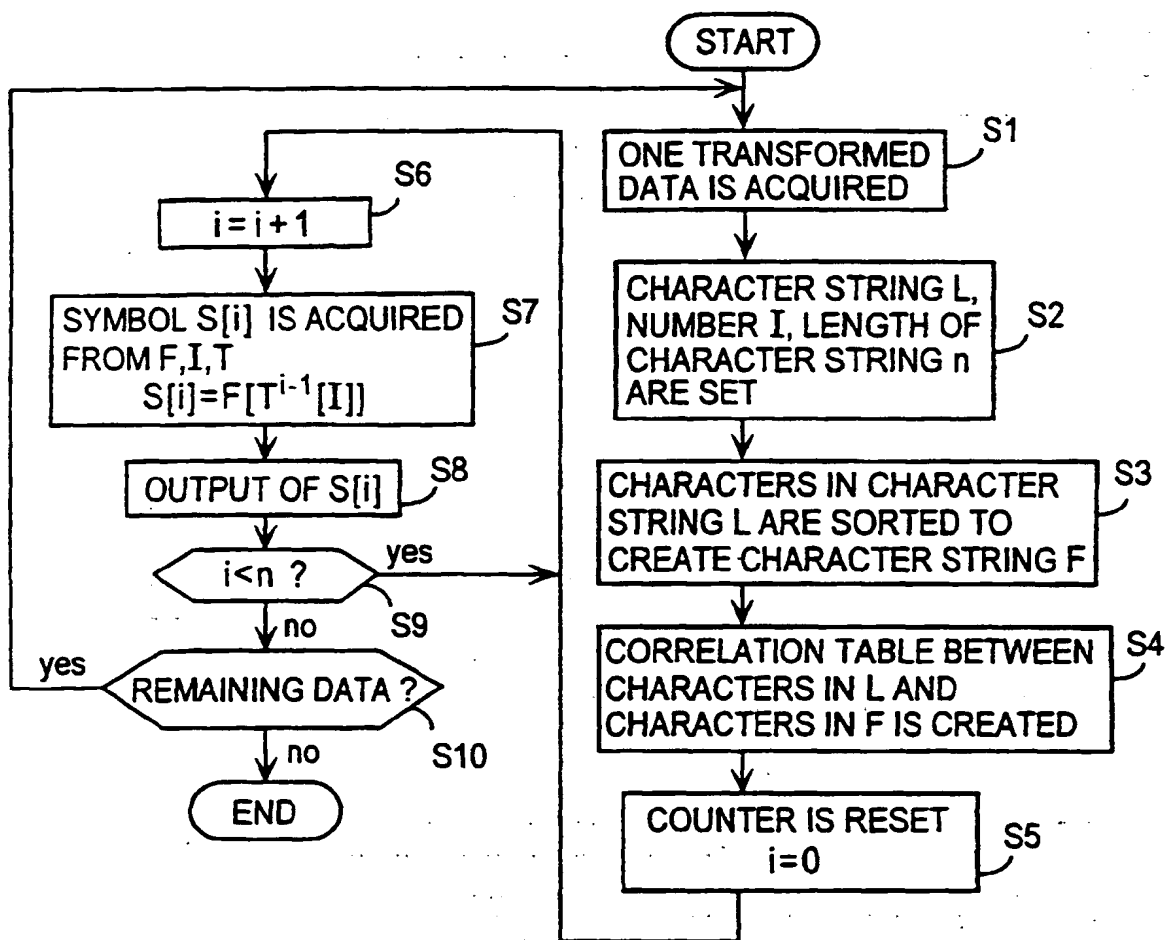 START
S1
ONE TRANSFORMED
DATA IS ACQUIRED
S2
CHARACTER STRING L,
NUMBER I, LENGTH OF
CHARACTER STRING n
ARE SET
S3
CHARACTERS IN CHARACTER
STRING L ARE SORTED TO
CREATE CHARACTER STRING F
S4
CORRELATION TABLE BETWEEN
CHARACTERS IN L AND
CHARACTERS IN F IS CREATED
S5
COUNTER IS RESET
i=0
S6
i=i+1
S7
SYMBOL S[i] IS ACQUIRED
FROM F,I,T
S[i]=F[T^{i-1}[I]]
S8
OUTPUT OF S[i]
i<n ?
yes
S9
no
REMAINING DATA ?
yes
S10
no
END